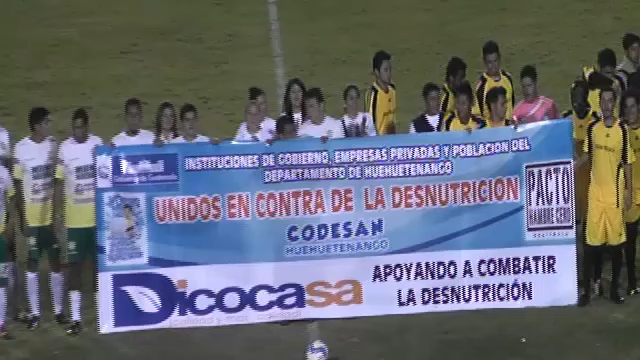 INSTITUCIONES DE GOBIERNO, EMPRESAS PRIVADAS Y POBLACION DEL
DEPARTAMENTO DE HUEHUETENANGO
UNIDOS EN CONTRA DE LA DESNUTRICION
CODESAN
HUEHUETENANGO
PACTO
HAMBRE CERO
GUATEMALA
Dicocasa
APOYANDO A COMBATIR
LA DESNUTRICIÓN